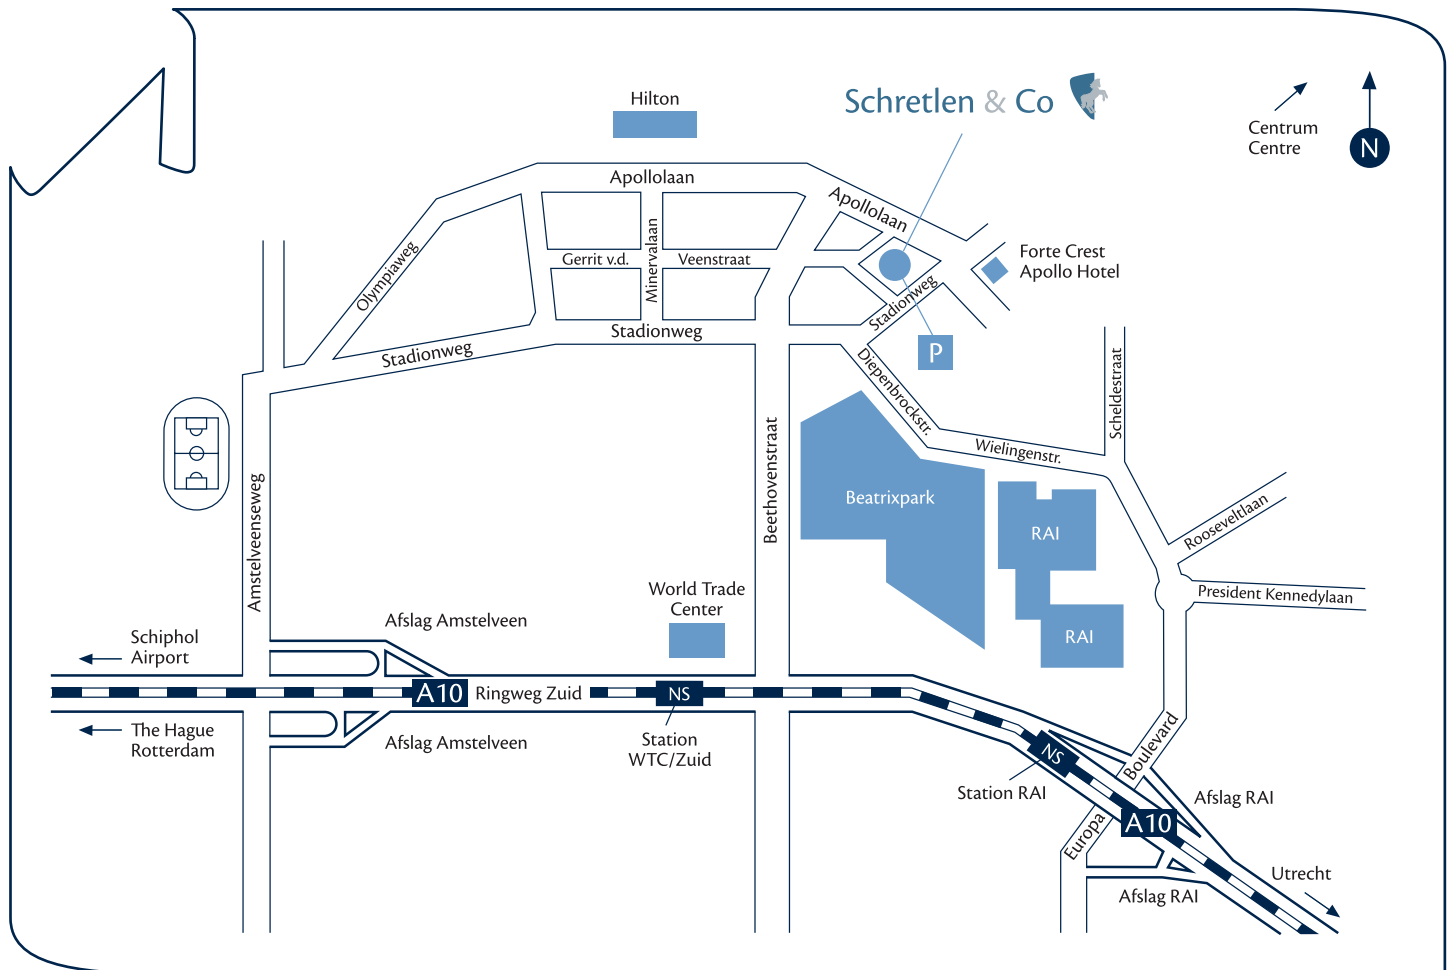 Hilton
Schretlen & Co
Centrum
Centre
N
Apollolaan
Apollolaan
Olympiaweg
Gerrit v.d.
Minervalaan
Veenstraat
Forte Crest
Apollo Hotel
Stadionweg
Stadionweg
Stadionweg
P
Diepenbrockstr.
Scheldestraat
Wielingenstr.
Beethovenstraat
Amstelveenseweg
Beatrixpark
RAI
Rooseveltlaan
President Kennedylaan
World Trade
Center
Afslag Amstelveen
RAI
Schiphol
Airport
A10
Ringweg Zuid
NS
The Hague
Rotterdam
Afslag Amstelveen
Station
WTC/Zuid
NS
Boulevard
Station RAI
Afslag RAI
A10
Europa
Utrecht
Afslag RAI